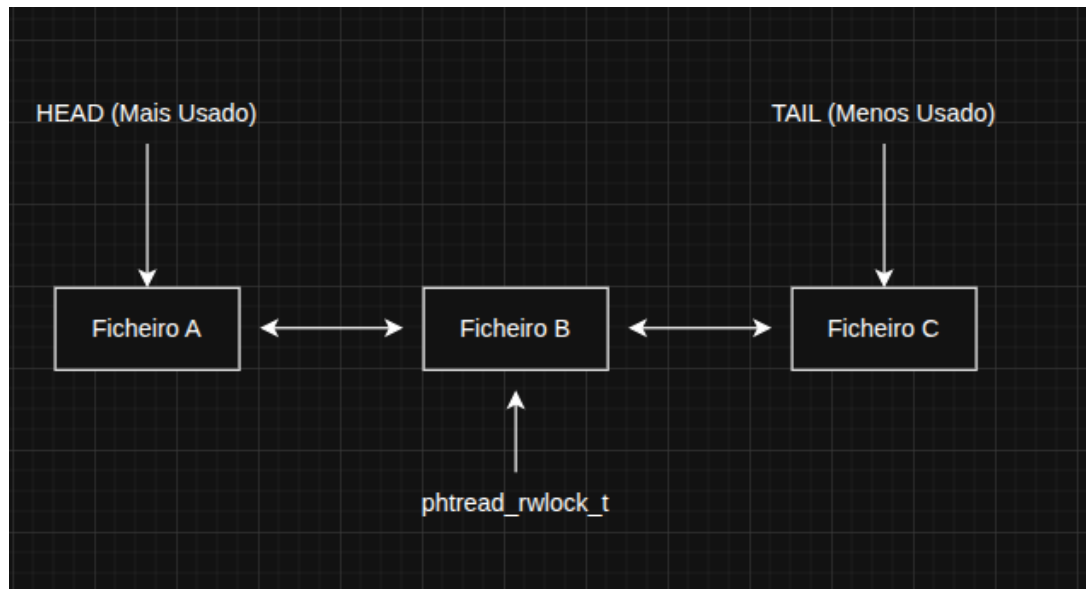 HEAD (Mais Usado)
TAIL (Menos Usado)
Ficheiro A
Ficheiro B
Ficheiro C
phtread_rwlock_t